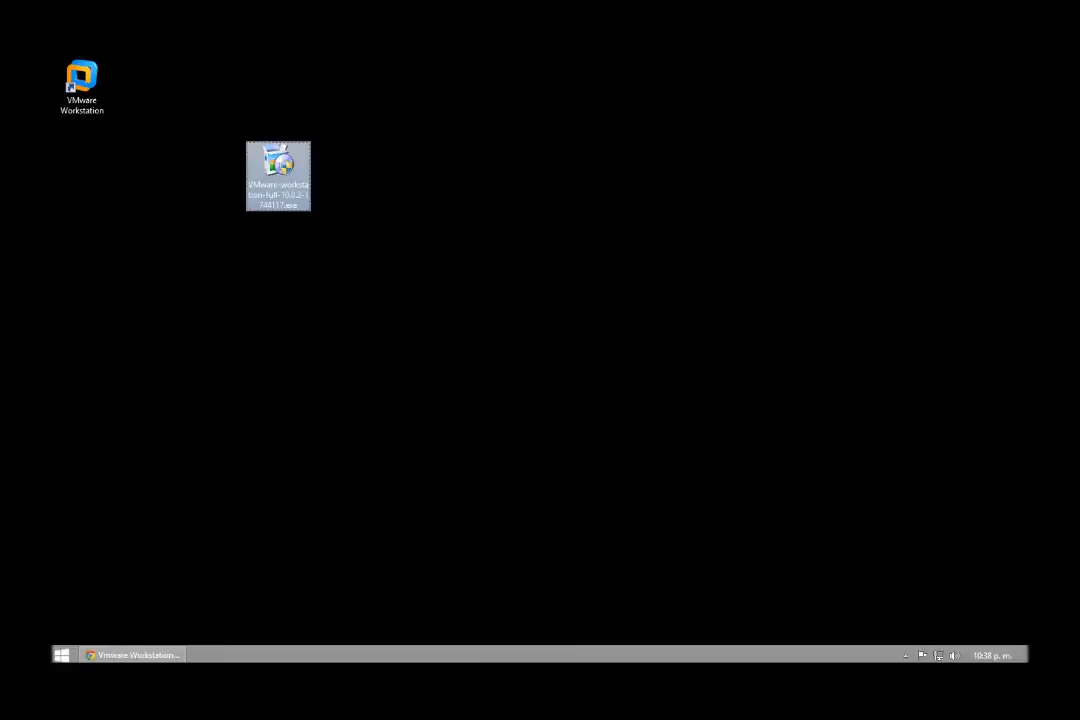 VMware
Workstation
VMware-worksta
tion-full-10.0.2-1
744117.exe
Vmware Workstation...
10:38 p. m.